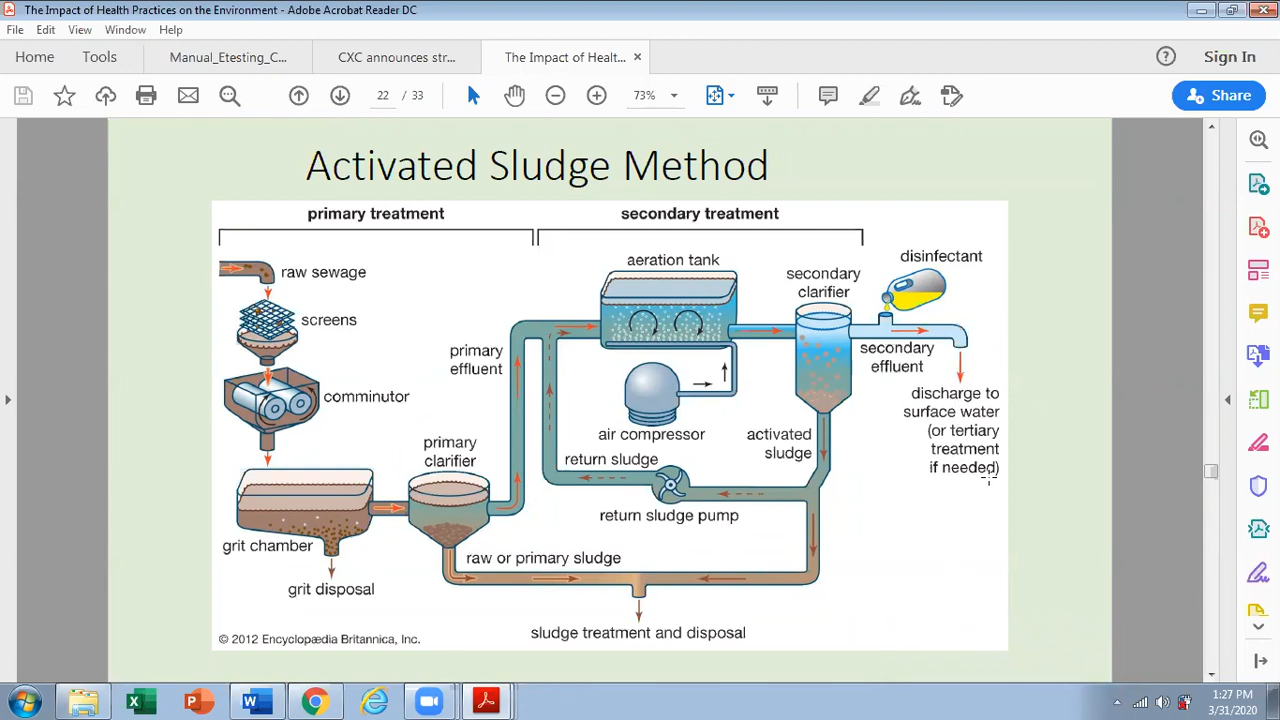 The Impact of Health Practices on the Environment - Adobe Acrobat Reader DC
File Edit View Window Help
Home Tools Manual_Etesting_C... CXC announces str... The Impact of Healt... × Sign In
22 / 33 73% Share
Activated Sludge Method
primary treatment
secondary treatment
raw sewage
screens
comminutor
grit chamber
grit disposal
primary
clarifier
primary
effluent
raw or primary sludge
aeration tank
air compressor
return sludge
return sludge pump
secondary
clarifier
activated
sludge
disinfectant
secondary
effluent
discharge to
surface water
(or tertiary
treatment
if needed)
sludge treatment and disposal
© 2012 Encyclopædia Britannica, Inc.
1:27 PM
3/31/2020